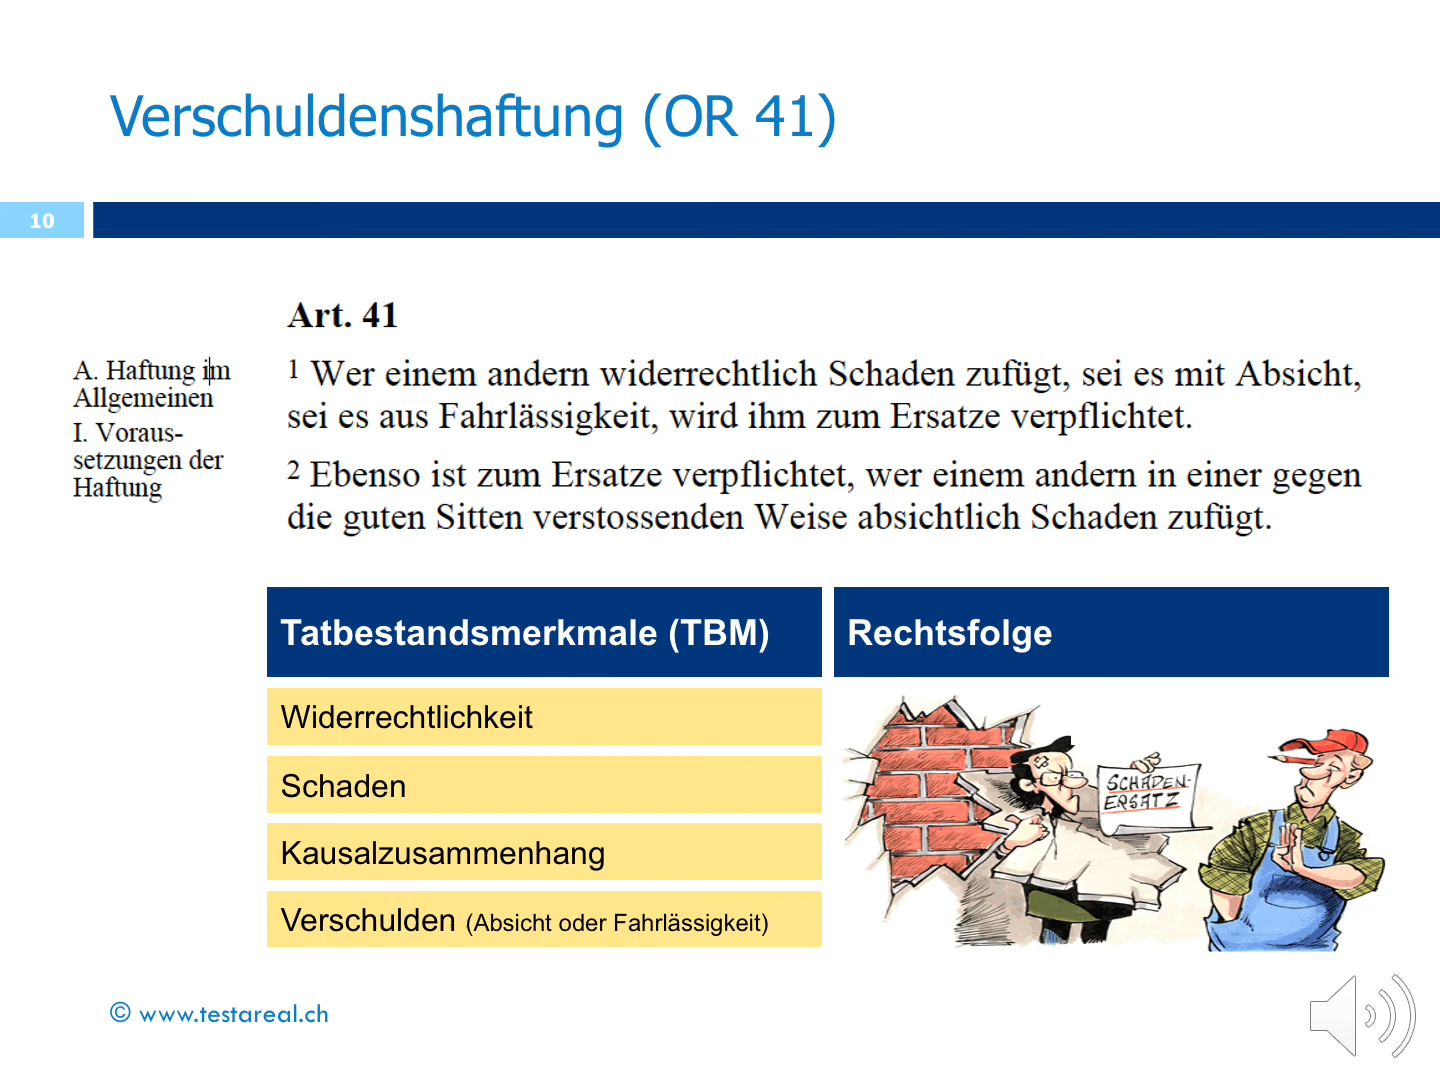 Verschuldenshaftung (OR 41)
10
Art. 41
A. Haftung im
Allgemeinen
I. Voraus-
setzungen der
Haftung
1 Wer einem andern widerrechtlich Schaden zufügt, sei es mit Absicht,
sei es aus Fahrlässigkeit, wird ihm zum Ersatze verpflichtet.
2 Ebenso ist zum Ersatze verpflichtet, wer einem andern in einer gegen
die guten Sitten verstossenden Weise absichtlich Schaden zufügt.
Tatbestandsmerkmale (TBM)
Rechtsfolge
Widerrechtlichkeit
Schaden
Kausalzusammenhang
Verschulden (Absicht oder Fahrlässigkeit)
SCHADEN-
ERSATZ
© www.testareal.ch